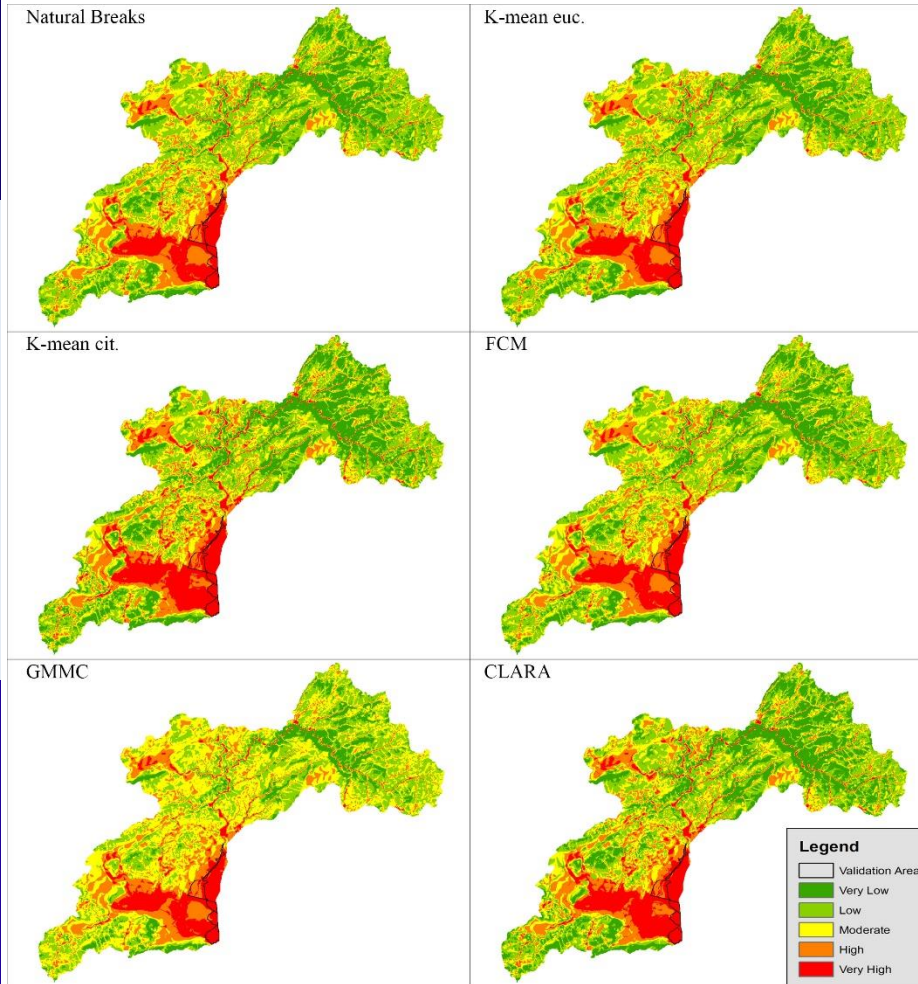 Natural Breaks
K-mean euc.
K-mean cit.
FCM
GMMC
CLARA
Legend
Validation Area
Very Low
Low
Moderate
High
Very High